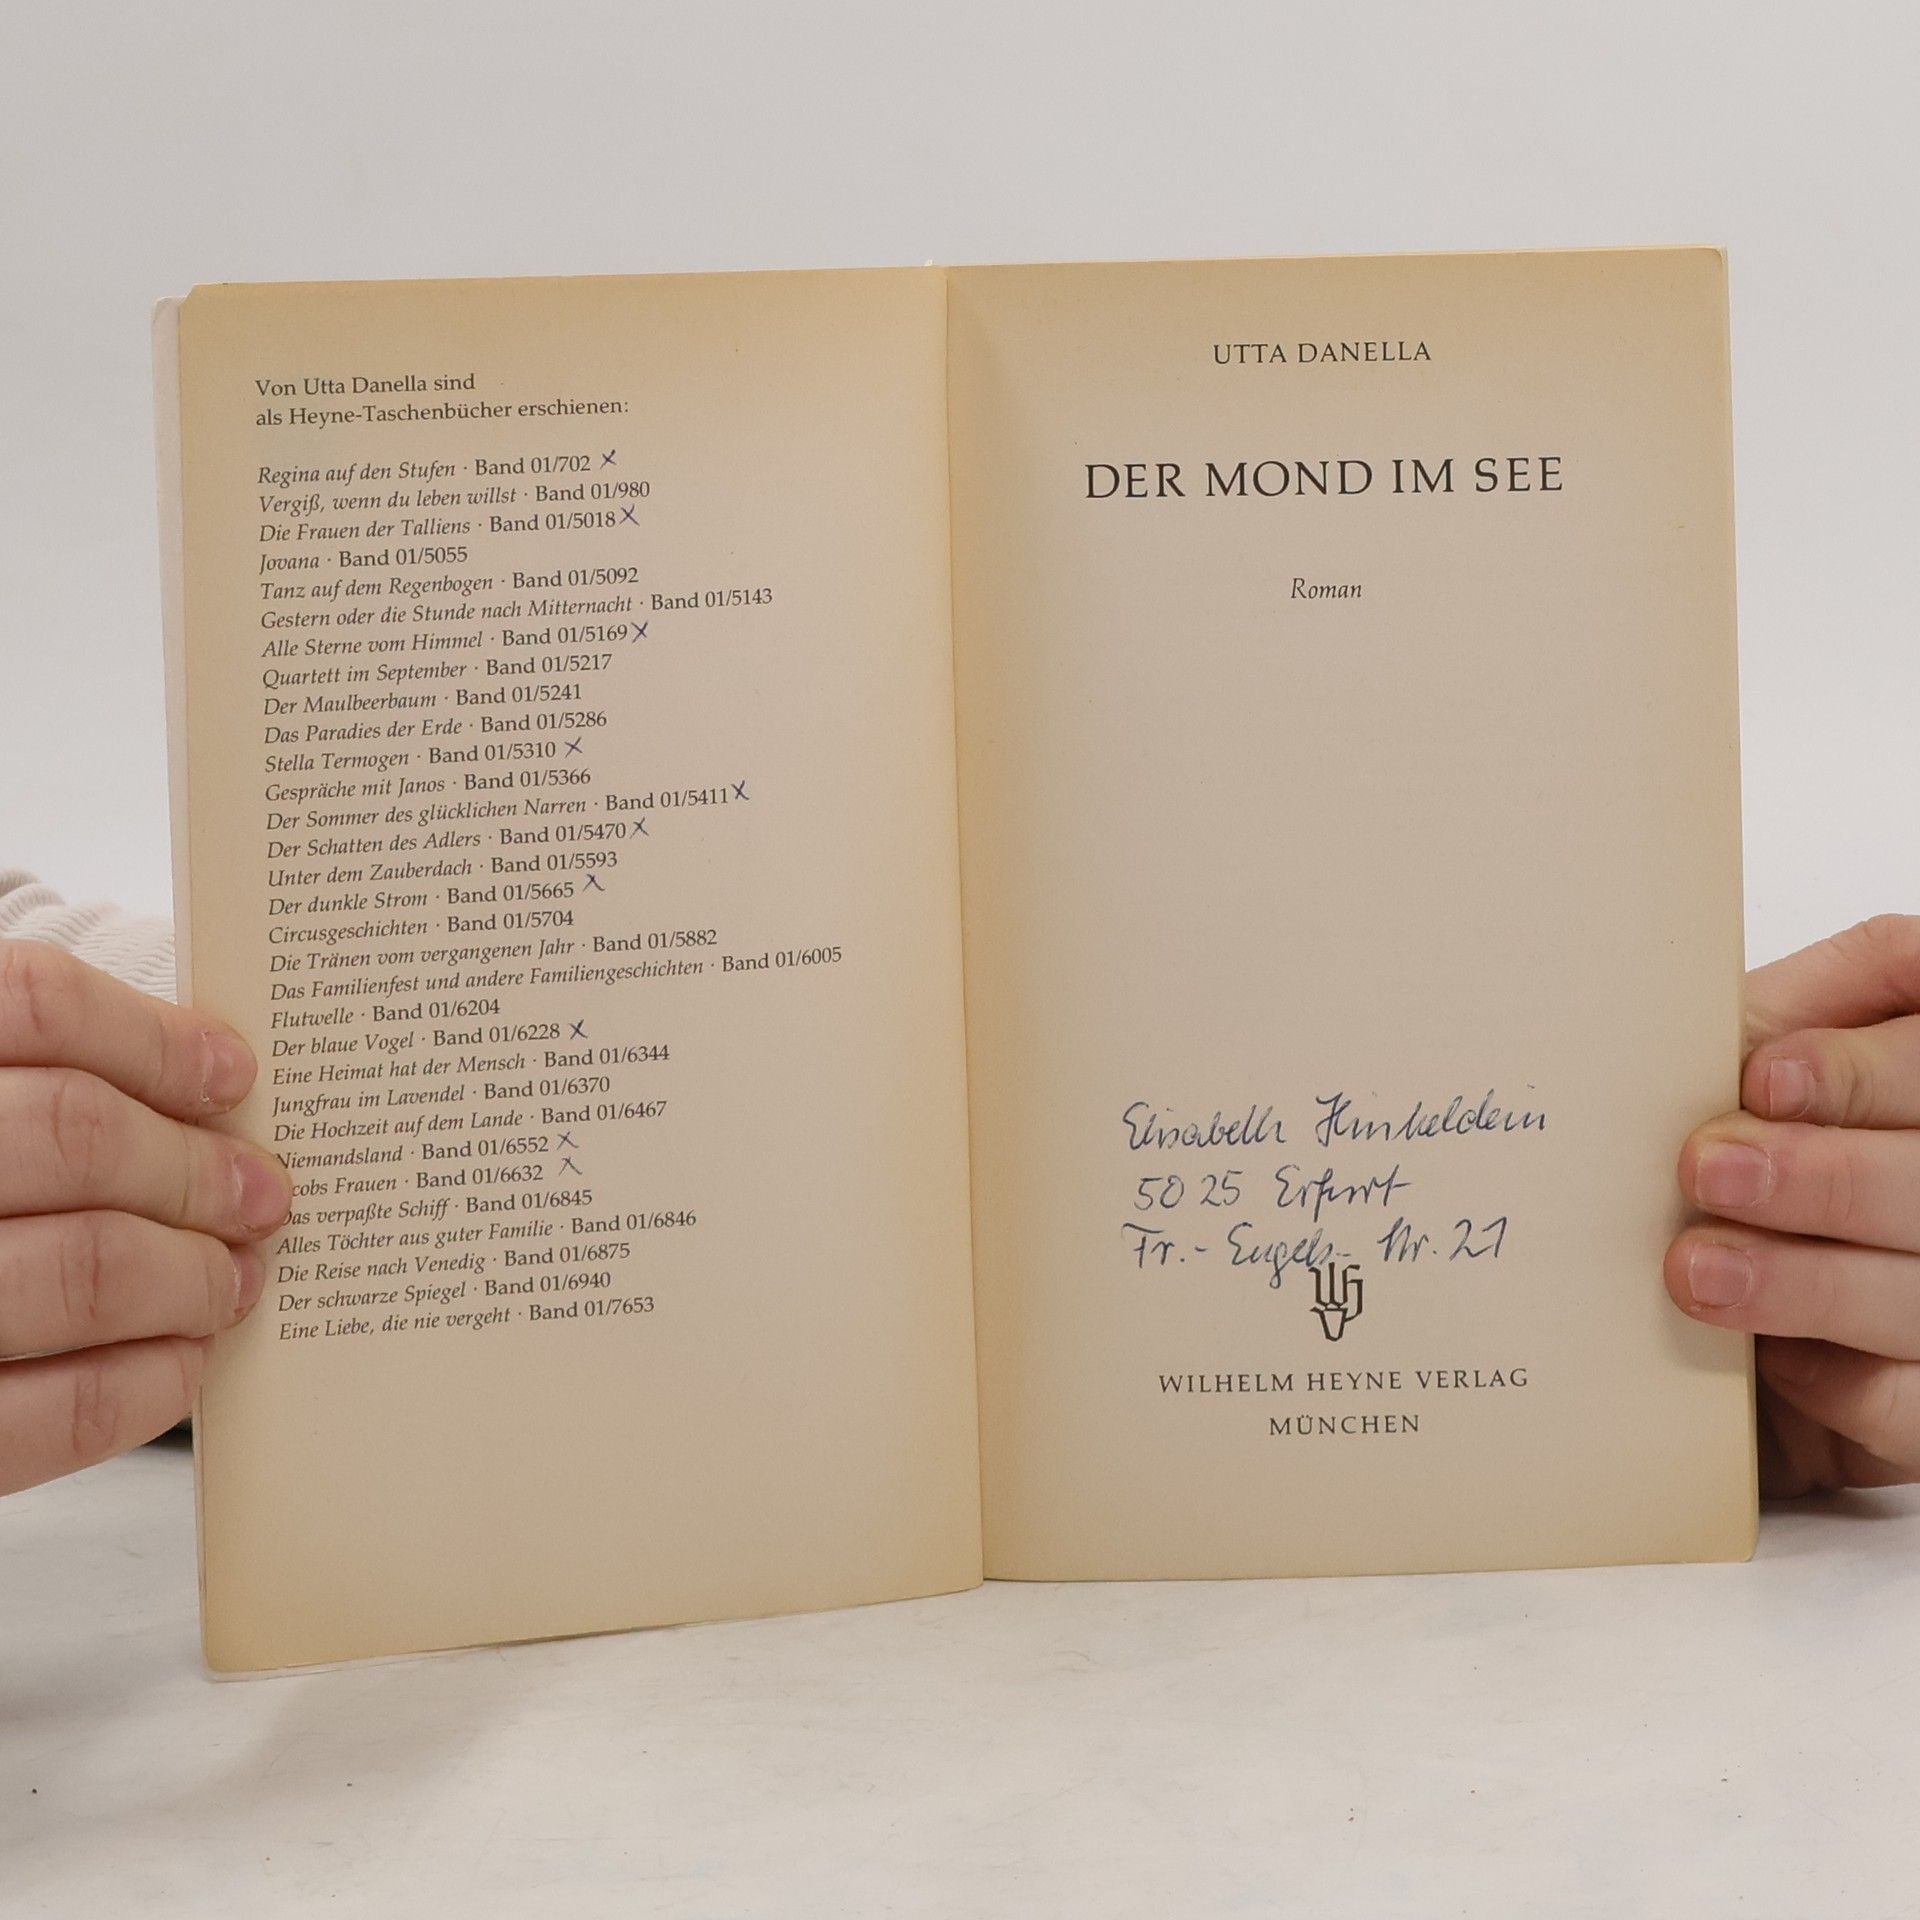 Von Utta Danella sind
als Heyne-Taschenbücher erschienen:
Regina auf den Stufen · Band 01/702 x
Vergiß, wenn du leben willst · Band 01/980
Die Frauen der Talliens · Band 01/5018 x
Jovana · Band 01/5055
Tanz auf dem Regenbogen · Band 01/5092
Gestern oder die Stunde nach Mitternacht · Band 01/5143
Alle Sterne vom Himmel · Band 01/5169 x
Quartett im September · Band 01/5217
Der Maulbeerbaum · Band 01/5241
Das Paradies der Erde · Band 01/5286
Stella Termogen · Band 01/5310 x
Gespräche mit Janos · Band 01/5366
Der Sommer des glücklichen Narren · Band 01/5411 x
Der Schatten des Adlers · Band 01/5470 x
Unter dem Zauberdach · Band 01/5593
Der dunkle Strom · Band 01/5665 x
Circusgeschichten · Band 01/5704
Die Tränen vom vergangenen Jahr · Band 01/5882
Das Familienfest und andere Familiengeschichten · Band 01/6005
Flutwelle · Band 01/6204
Der blaue Vogel · Band 01/6228 x
Eine Heimat hat der Mensch · Band 01/6344
Jungfrau im Lavendel · Band 01/6370
Die Hochzeit auf dem Lande · Band 01/6467
Niemandsland · Band 01/6552 x
cobs Frauen · Band 01/6632 x
Das verpaßte Schiff · Band 01/6845
Alles Töchter aus guter Familie · Band 01/6846
Die Reise nach Venedig · Band 01/6875
Der schwarze Spiegel · Band 01/6940
Eine Liebe, die nie vergeht · Band 01/7653
UTTA DANELLA
DER MOND IM SEE
Roman
Elisabeth Hinkeldein
5025 Erfurt
Fr.- Engels- Str. 21
WILHELM HEYNE VERLAG
MÜNCHEN